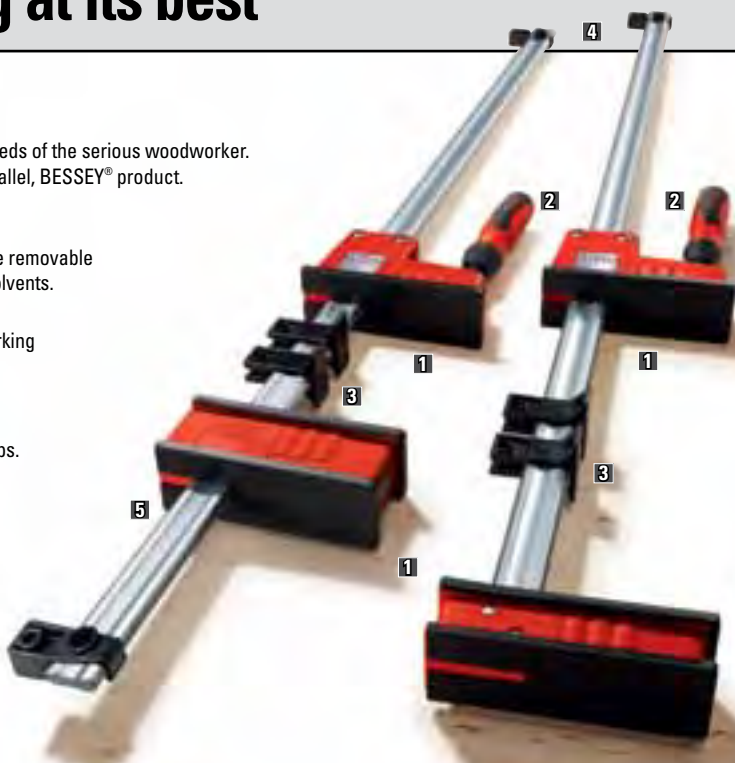 g at its best
eds of the serious woodworker.
allel, BESSEY® product.
e removable
olvents.
rking
ps.
4
2
2
1
1
3
3
5
1